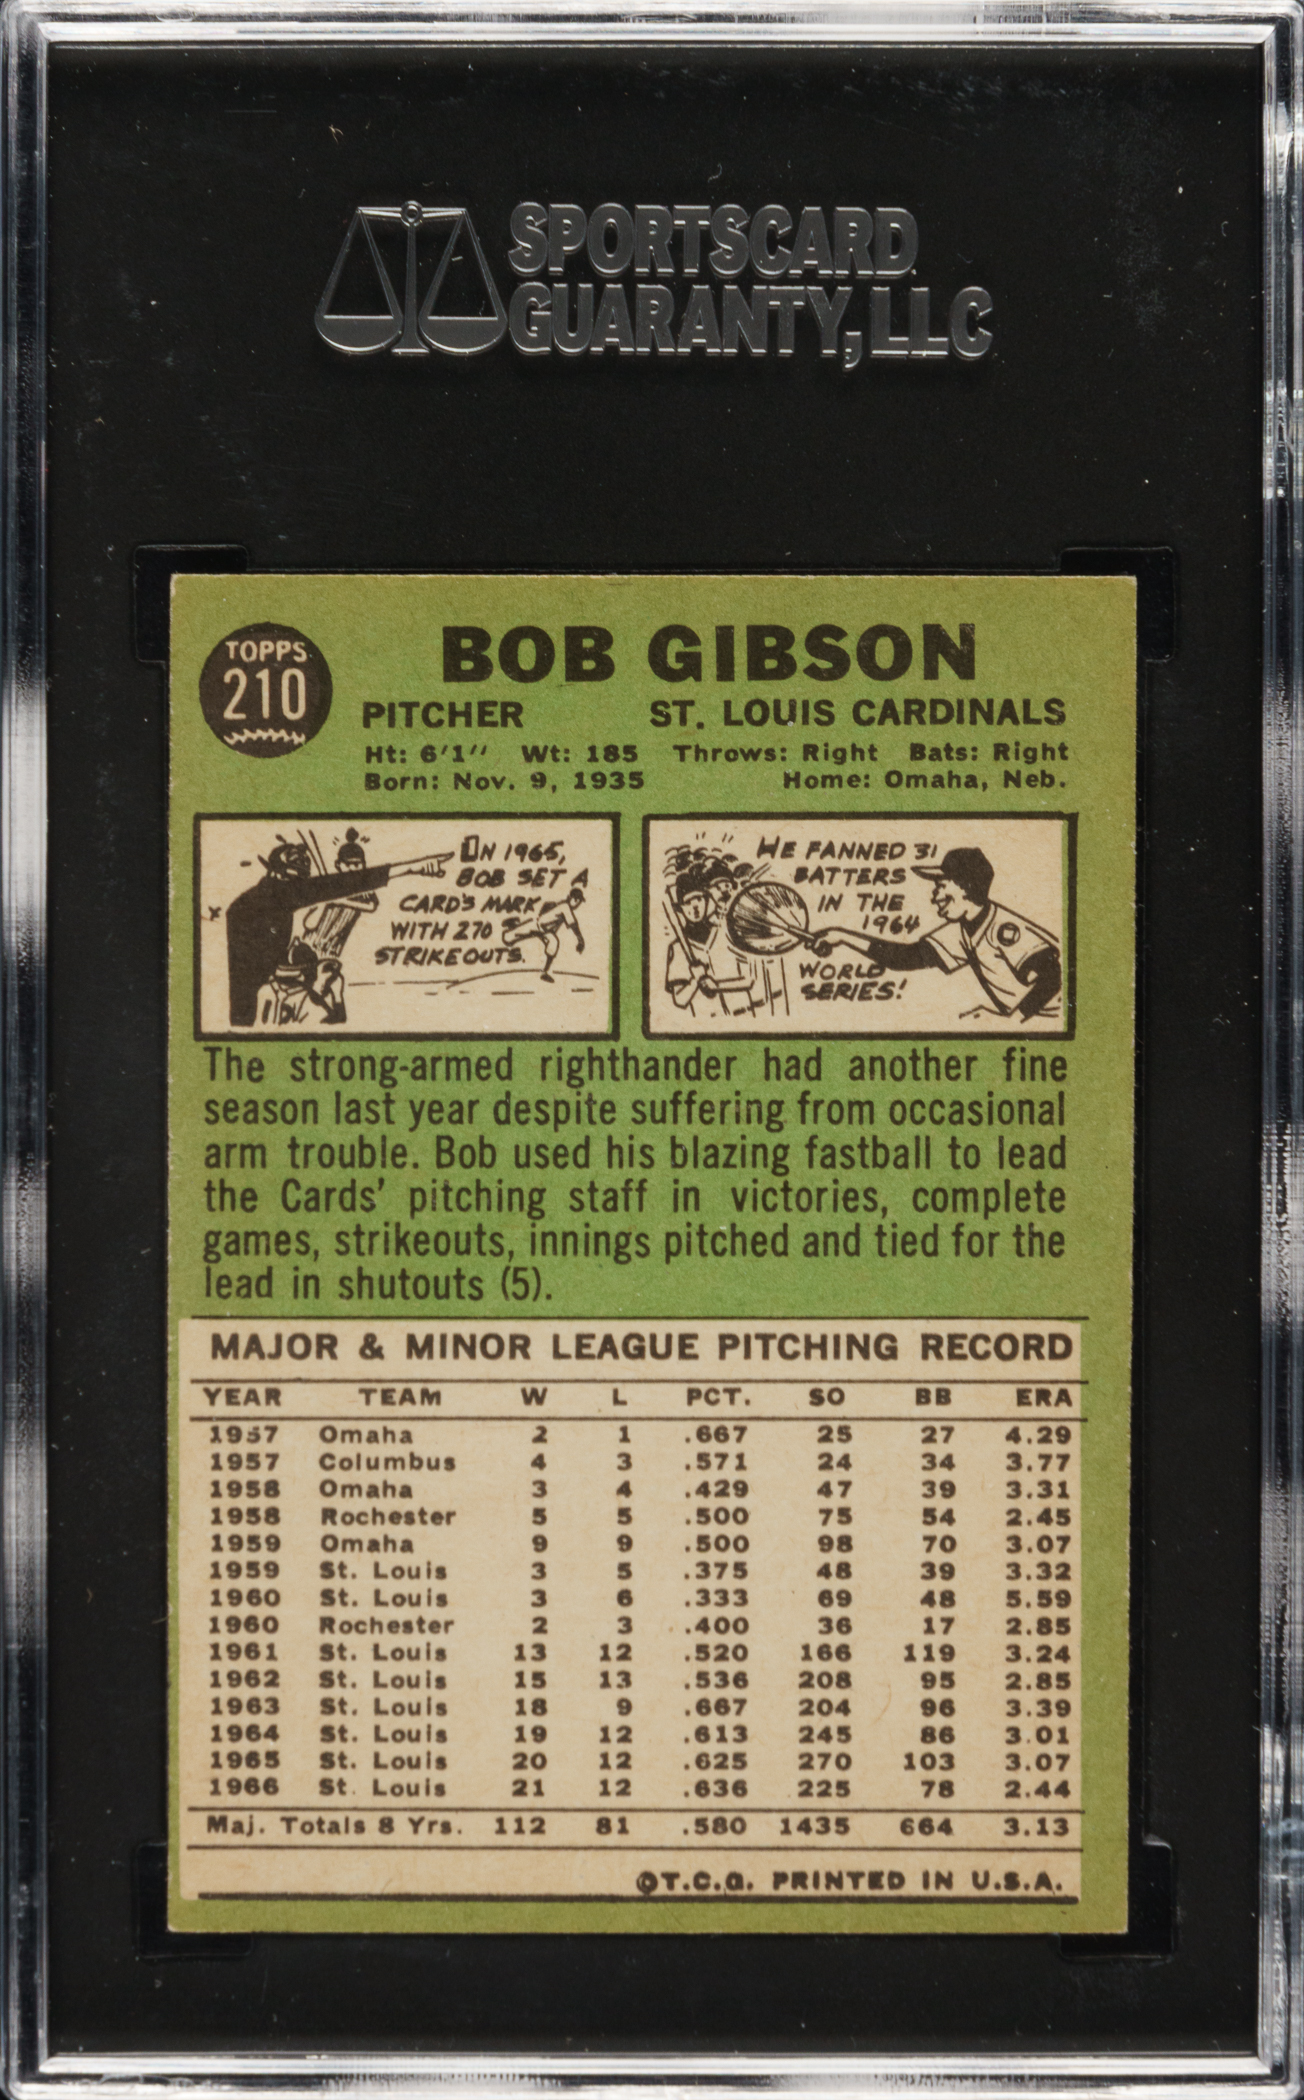 SPORTSCARD
GUARANTY, LLC
TOPPS
210
BOB GIBSON
PITCHER ST. LOUIS CARDINALS
Ht: 6'1" Wt: 185 Throws: Right Bats: Right
Born: Nov. 9, 1935 Home: Omaha, Neb.
ON 1965,
BOB SET A
CARD'S MARK
WITH 270
STRIKEOUTS.
HE FANNED 31
BATTERS
IN THE
1964
WORLD
SERIES!
The strong-armed righthander had another fine
season last year despite suffering from occasional
arm trouble. Bob used his blazing fastball to lead
the Cards' pitching staff in victories, complete
games, strikeouts, innings pitched and tied for the
lead in shutouts (5).
MAJOR & MINOR LEAGUE PITCHING RECORD
YEAR TEAM W L PCT. SO BB ERA
1957 Omaha 2 1 .667 25 27 4.29
1957 Columbus 4 3 .571 24 34 3.77
1958 Omaha 3 4 .429 47 39 3.31
1958 Rochester 5 5 .500 75 54 2.45
1959 Omaha 9 9 .500 98 70 3.07
1959 St. Louis 3 5 .375 48 39 3.32
1960 St. Louis 3 6 .333 69 48 5.59
1960 Rochester 2 3 .400 36 17 2.85
1961 St. Louis 13 12 .520 166 119 3.24
1962 St. Louis 15 13 .536 208 95 2.85
1963 St. Louis 18 9 .667 204 96 3.39
1964 St. Louis 19 12 .613 245 86 3.01
1965 St. Louis 20 12 .625 270 103 3.07
1966 St. Louis 21 12 .636 225 78 2.44
Maj. Totals 8 Yrs. 112 81 .580 1435 664 3.13
©T.C.G. PRINTED IN U.S.A.